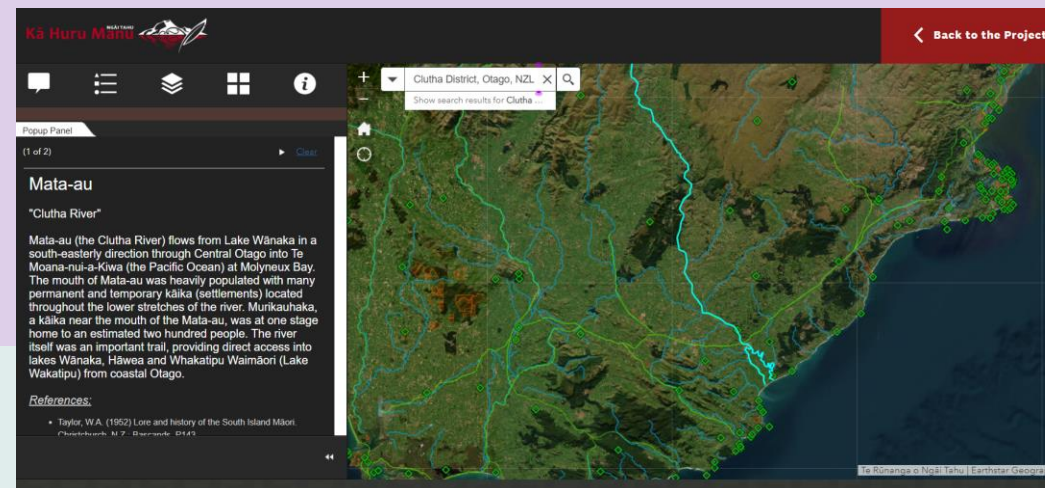 Kā Huru Manu
NGĀI TAHU
Back to the Project
Popup Panel
(1 of 2)
Clear
Mata-au
"Clutha River"
Mata-au (the Clutha River) flows from Lake Wānaka in a
south-easterly direction through Central Otago into Te
Moana-nui-a-Kiwa (the Pacific Ocean) at Molyneux Bay.
The mouth of Mata-au was heavily populated with many
permanent and temporary kāika (settlements) located
throughout the lower stretches of the river. Murikauhaka,
a kāika near the mouth of the Mata-au, was at one stage
home to an estimated two hundred people. The river
itself was an important trail, providing direct access into
lakes Wānaka, Hāwea and Whakatipu Waimāori (Lake
Wakatipu) from coastal Otago.
References:
• Taylor, W.A. (1952) Lore and history of the South Island Māori.
Christchurch, N.Z.: Bascands. P143
Clutha District, Otago, NZL
Show search results for Clutha ...
Te Rūnanga o Ngāi Tahu | Earthstar Geogra